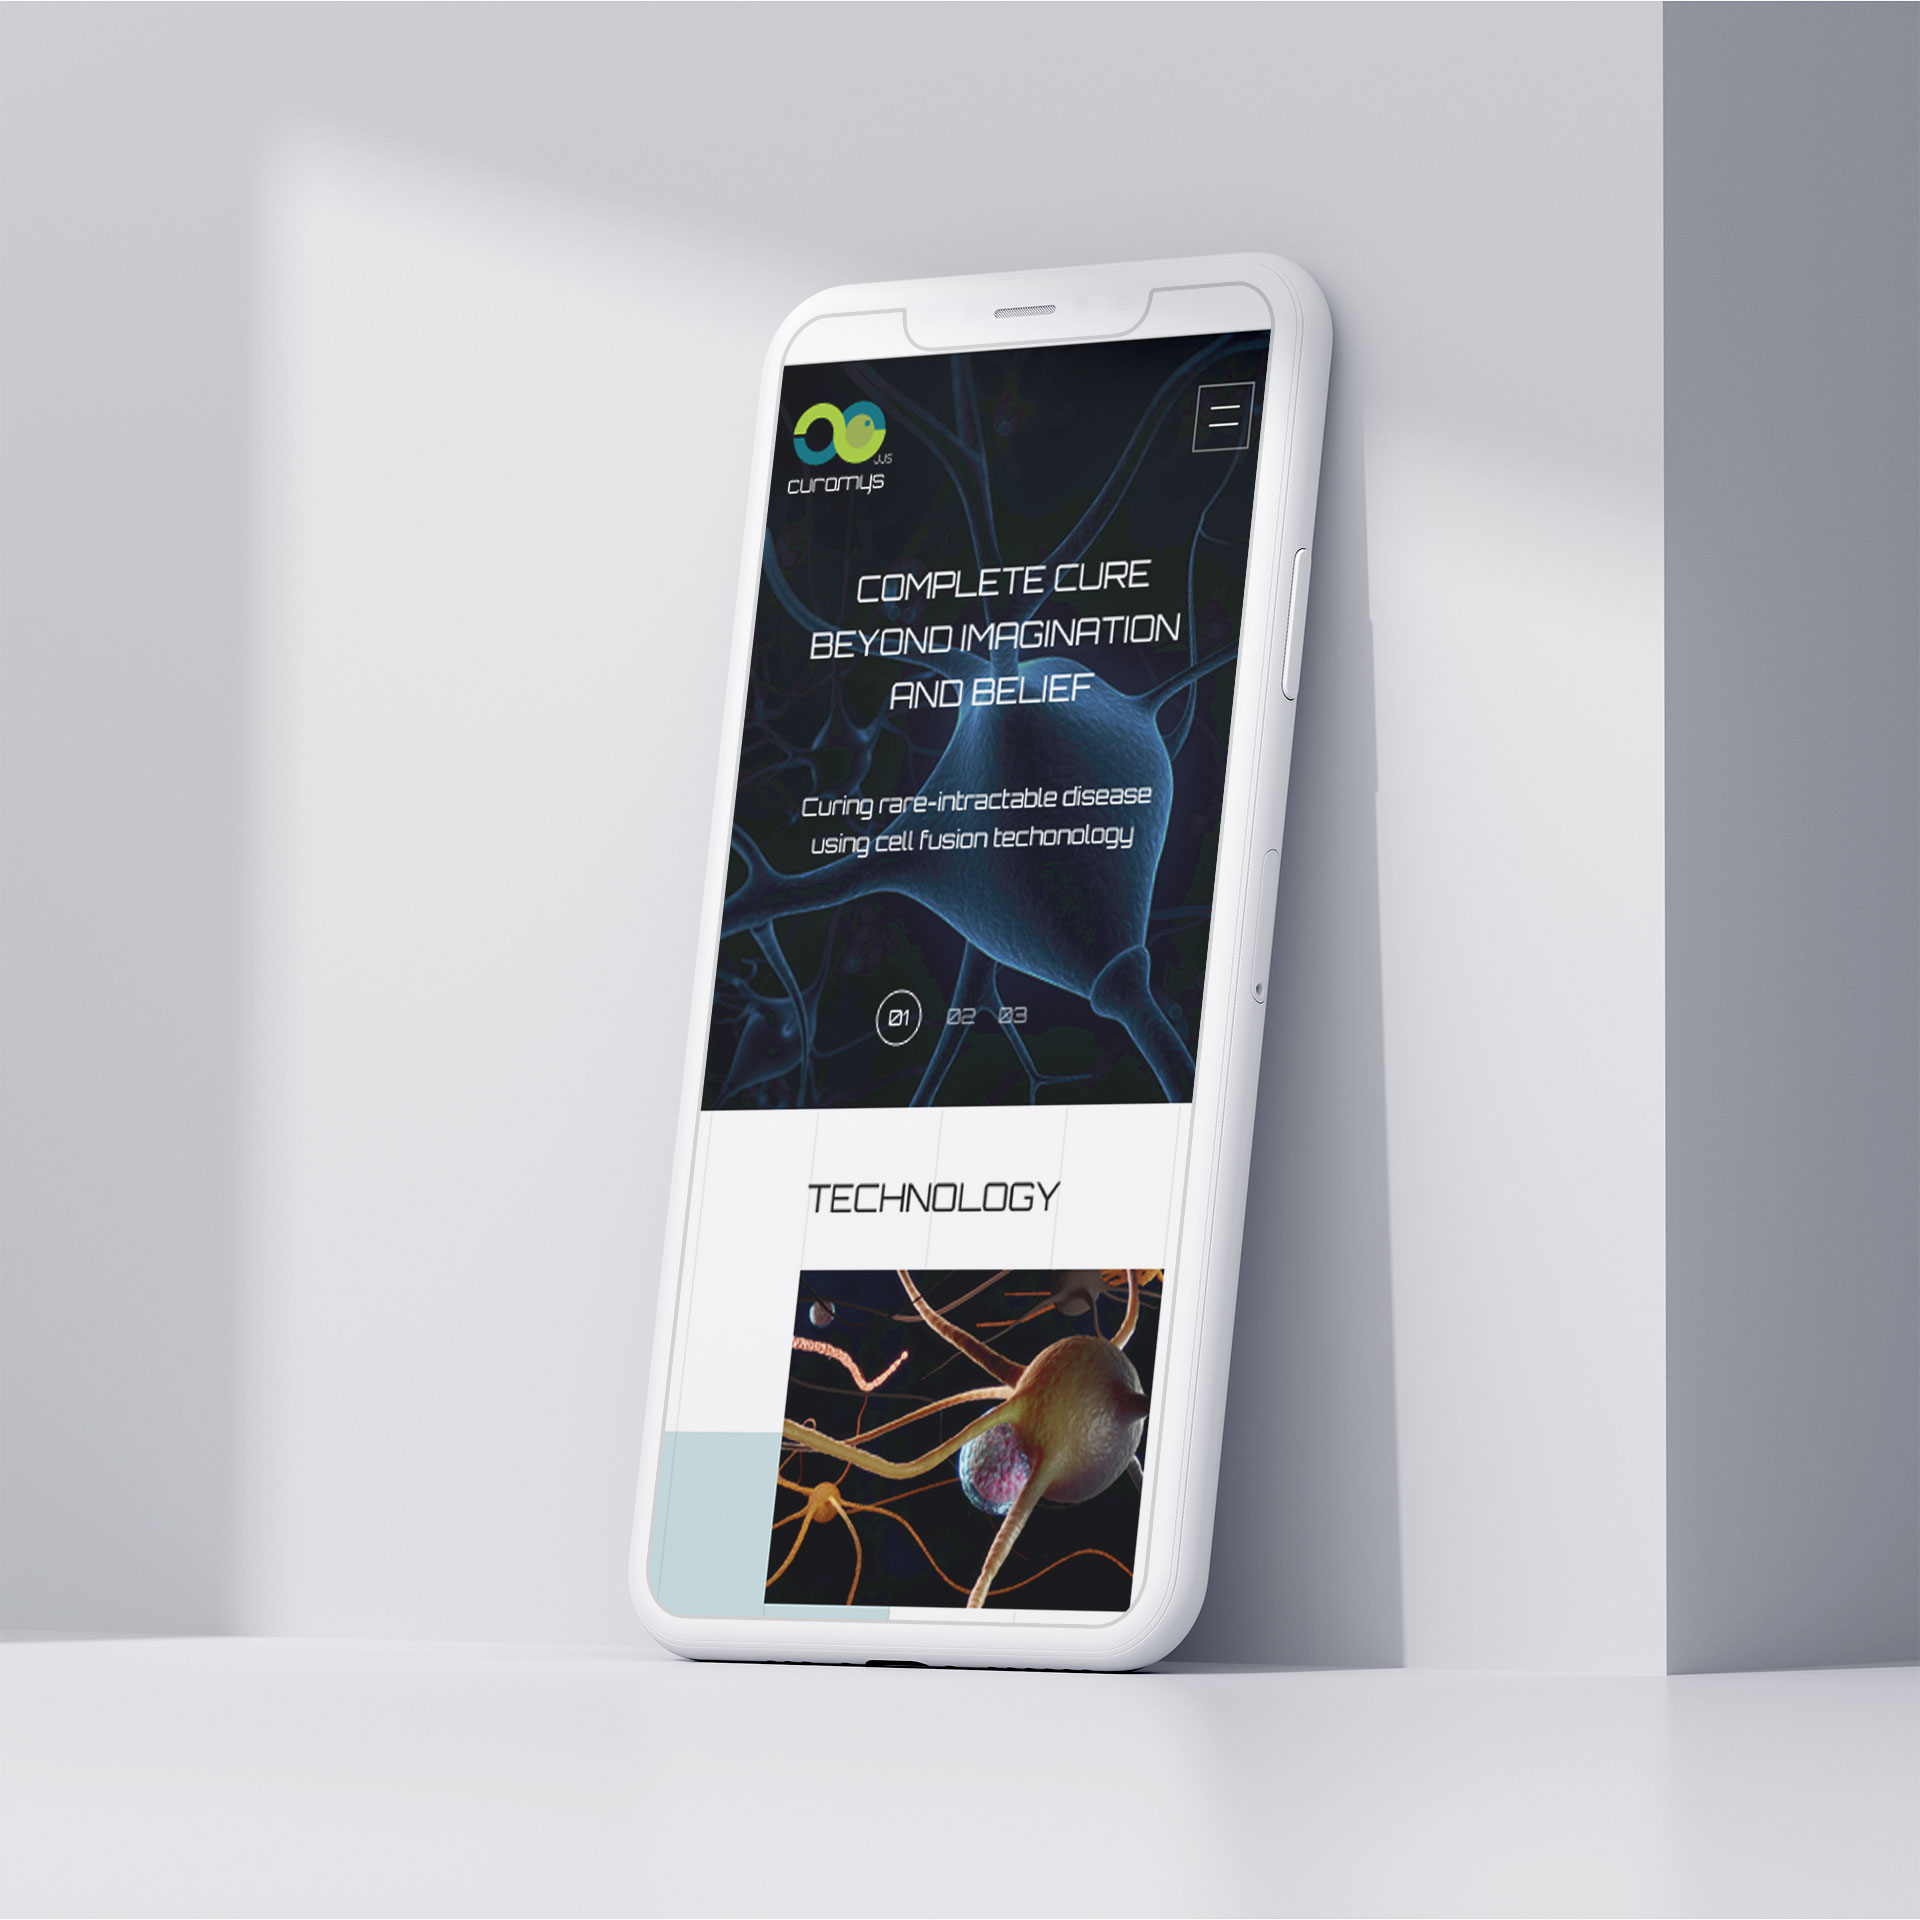 JJS
curamys
COMPLETE CURE
BEYOND IMAGINATION
AND BELIEF
Curing rare-intractable disease
using cell fusion techonology
01 02 03
TECHNOLOGY